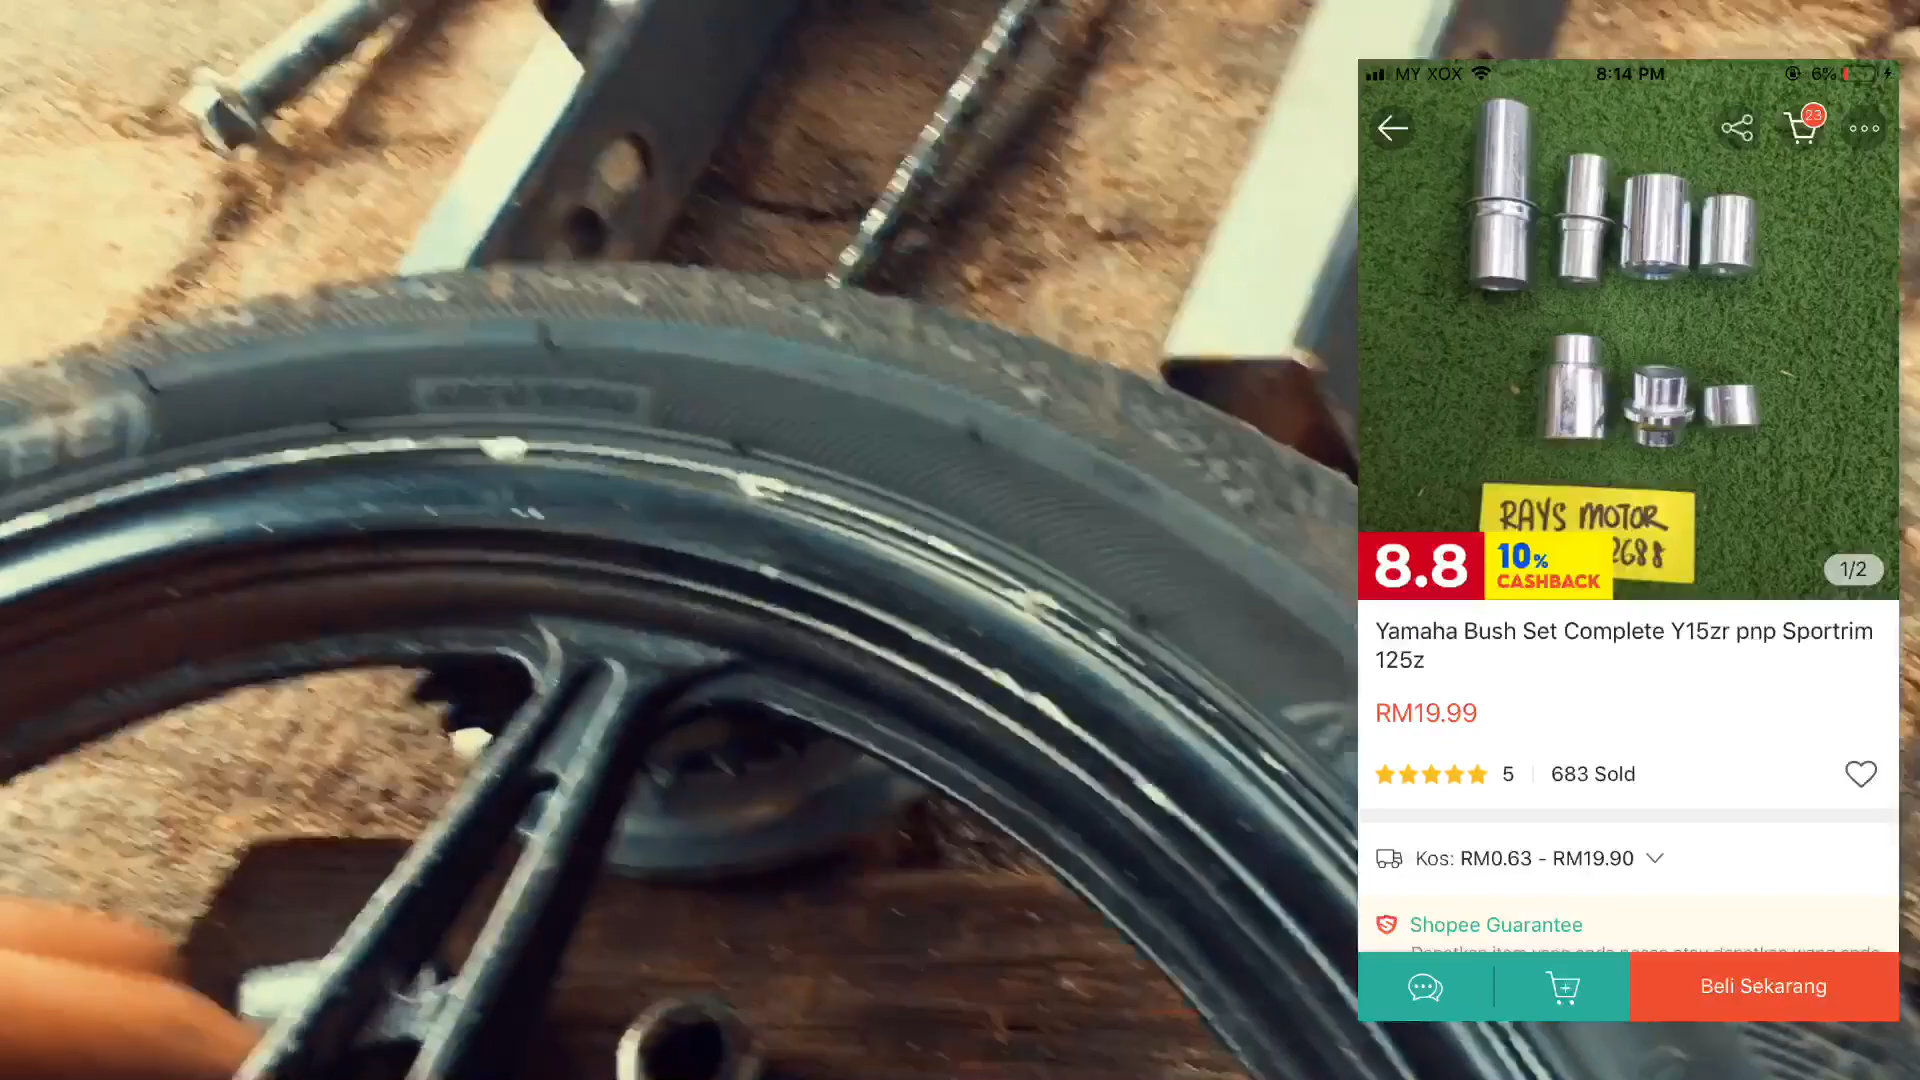 MY XOX
8:14 PM
6%
23
RAYS MOTOR
2688
8.8
10%
CASHBACK
1/2
Yamaha Bush Set Complete Y15zr pnp Sportrim
125z
RM19.99
5
683 Sold
Kos: RM0.63 - RM19.90
Shopee Guarantee
Beli Sekarang